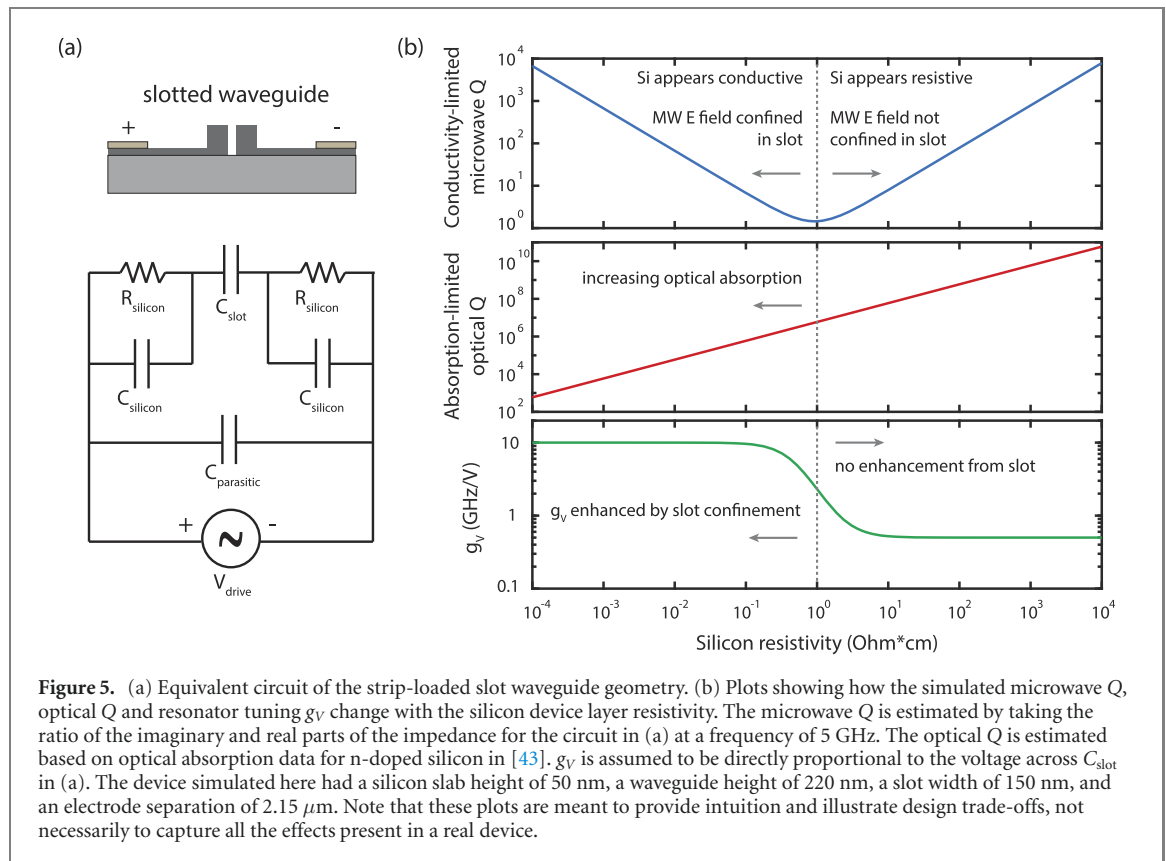 (a)
slotted waveguide
+
-
R_silicon
C_slot
R_silicon
C_silicon
C_silicon
C_parasitic
+
-
~
V_drive
(b)
Conductivity-limited
microwave Q
10^4
10^3
10^2
10^1
10^0
Si appears conductive
Si appears resistive
MW E field confined
in slot
MW E field not
confined in slot
Absorption-limited
optical Q
10^10
10^8
10^6
10^4
10^2
increasing optical absorption
g_V (GHz/V)
10
1
0.1
no enhancement from slot
g_V enhanced by slot confinement
10^-4
10^-3
10^-2
10^-1
10^0
10^1
10^2
10^3
10^4
Silicon resistivity (Ohm*cm)
Figure 5. (a) Equivalent circuit of the strip-loaded slot waveguide geometry. (b) Plots showing how the simulated microwave Q,
optical Q and resonator tuning g_V change with the silicon device layer resistivity. The microwave Q is estimated by taking the
ratio of the imaginary and real parts of the impedance for the circuit in (a) at a frequency of 5 GHz. The optical Q is estimated
based on optical absorption data for n-doped silicon in [43]. g_V is assumed to be directly proportional to the voltage across C_slot
in (a). The device simulated here had a silicon slab height of 50 nm, a waveguide height of 220 nm, a slot width of 150 nm, and
an electrode separation of 2.15 μm. Note that these plots are meant to provide intuition and illustrate design trade-offs, not
necessarily to capture all the effects present in a real device.